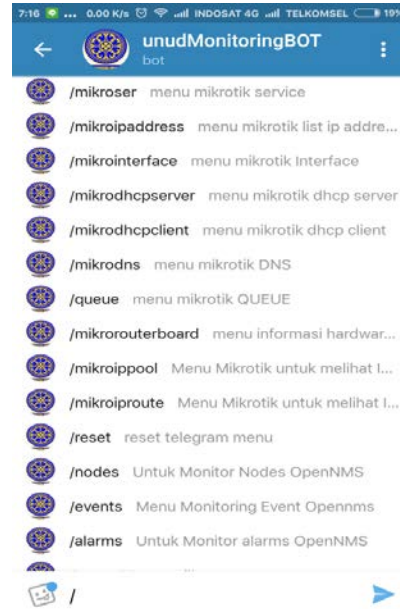 7:16 ... 0.00 K/s INDOSAT 4G TELKOMSEL 19%
unudMonitoringBOT
bot
/mikroser menu mikrotik service
/mikroipaddress menu mikrotik list ip addre...
/mikrointerface menu mikrotik Interface
/mikrodhcpserver menu mikrotik dhcp server
/mikrodhcpclient menu mikrotik dhcp client
/mikrodns menu mikrotik DNS
/queue menu mikrotik QUEUE
/mikrorouterboard menu informasi hardwar...
/mikroippool Menu Mikrotik untuk melihat I...
/mikroiproute Menu Mikrotik untuk melihat I...
/reset reset telegram menu
/nodes Untuk Monitor Nodes OpenNMS
/events Menu Monitoring Event Opennms
/alarms Untuk Monitor alarms OpenNMS
/